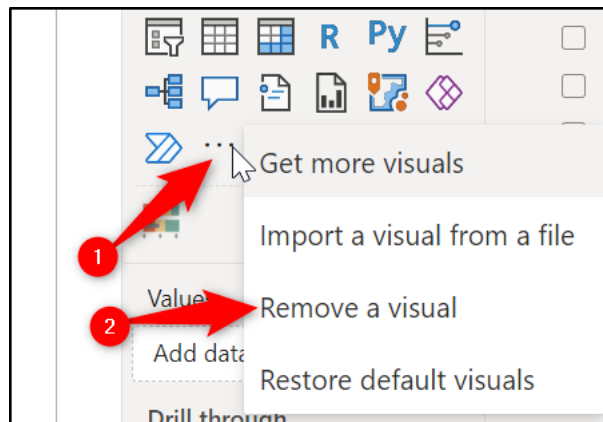 R Py
Get more visuals
1
Import a visual from a file
Value
2
Remove a visual
Add data
Restore default visuals
Drill through